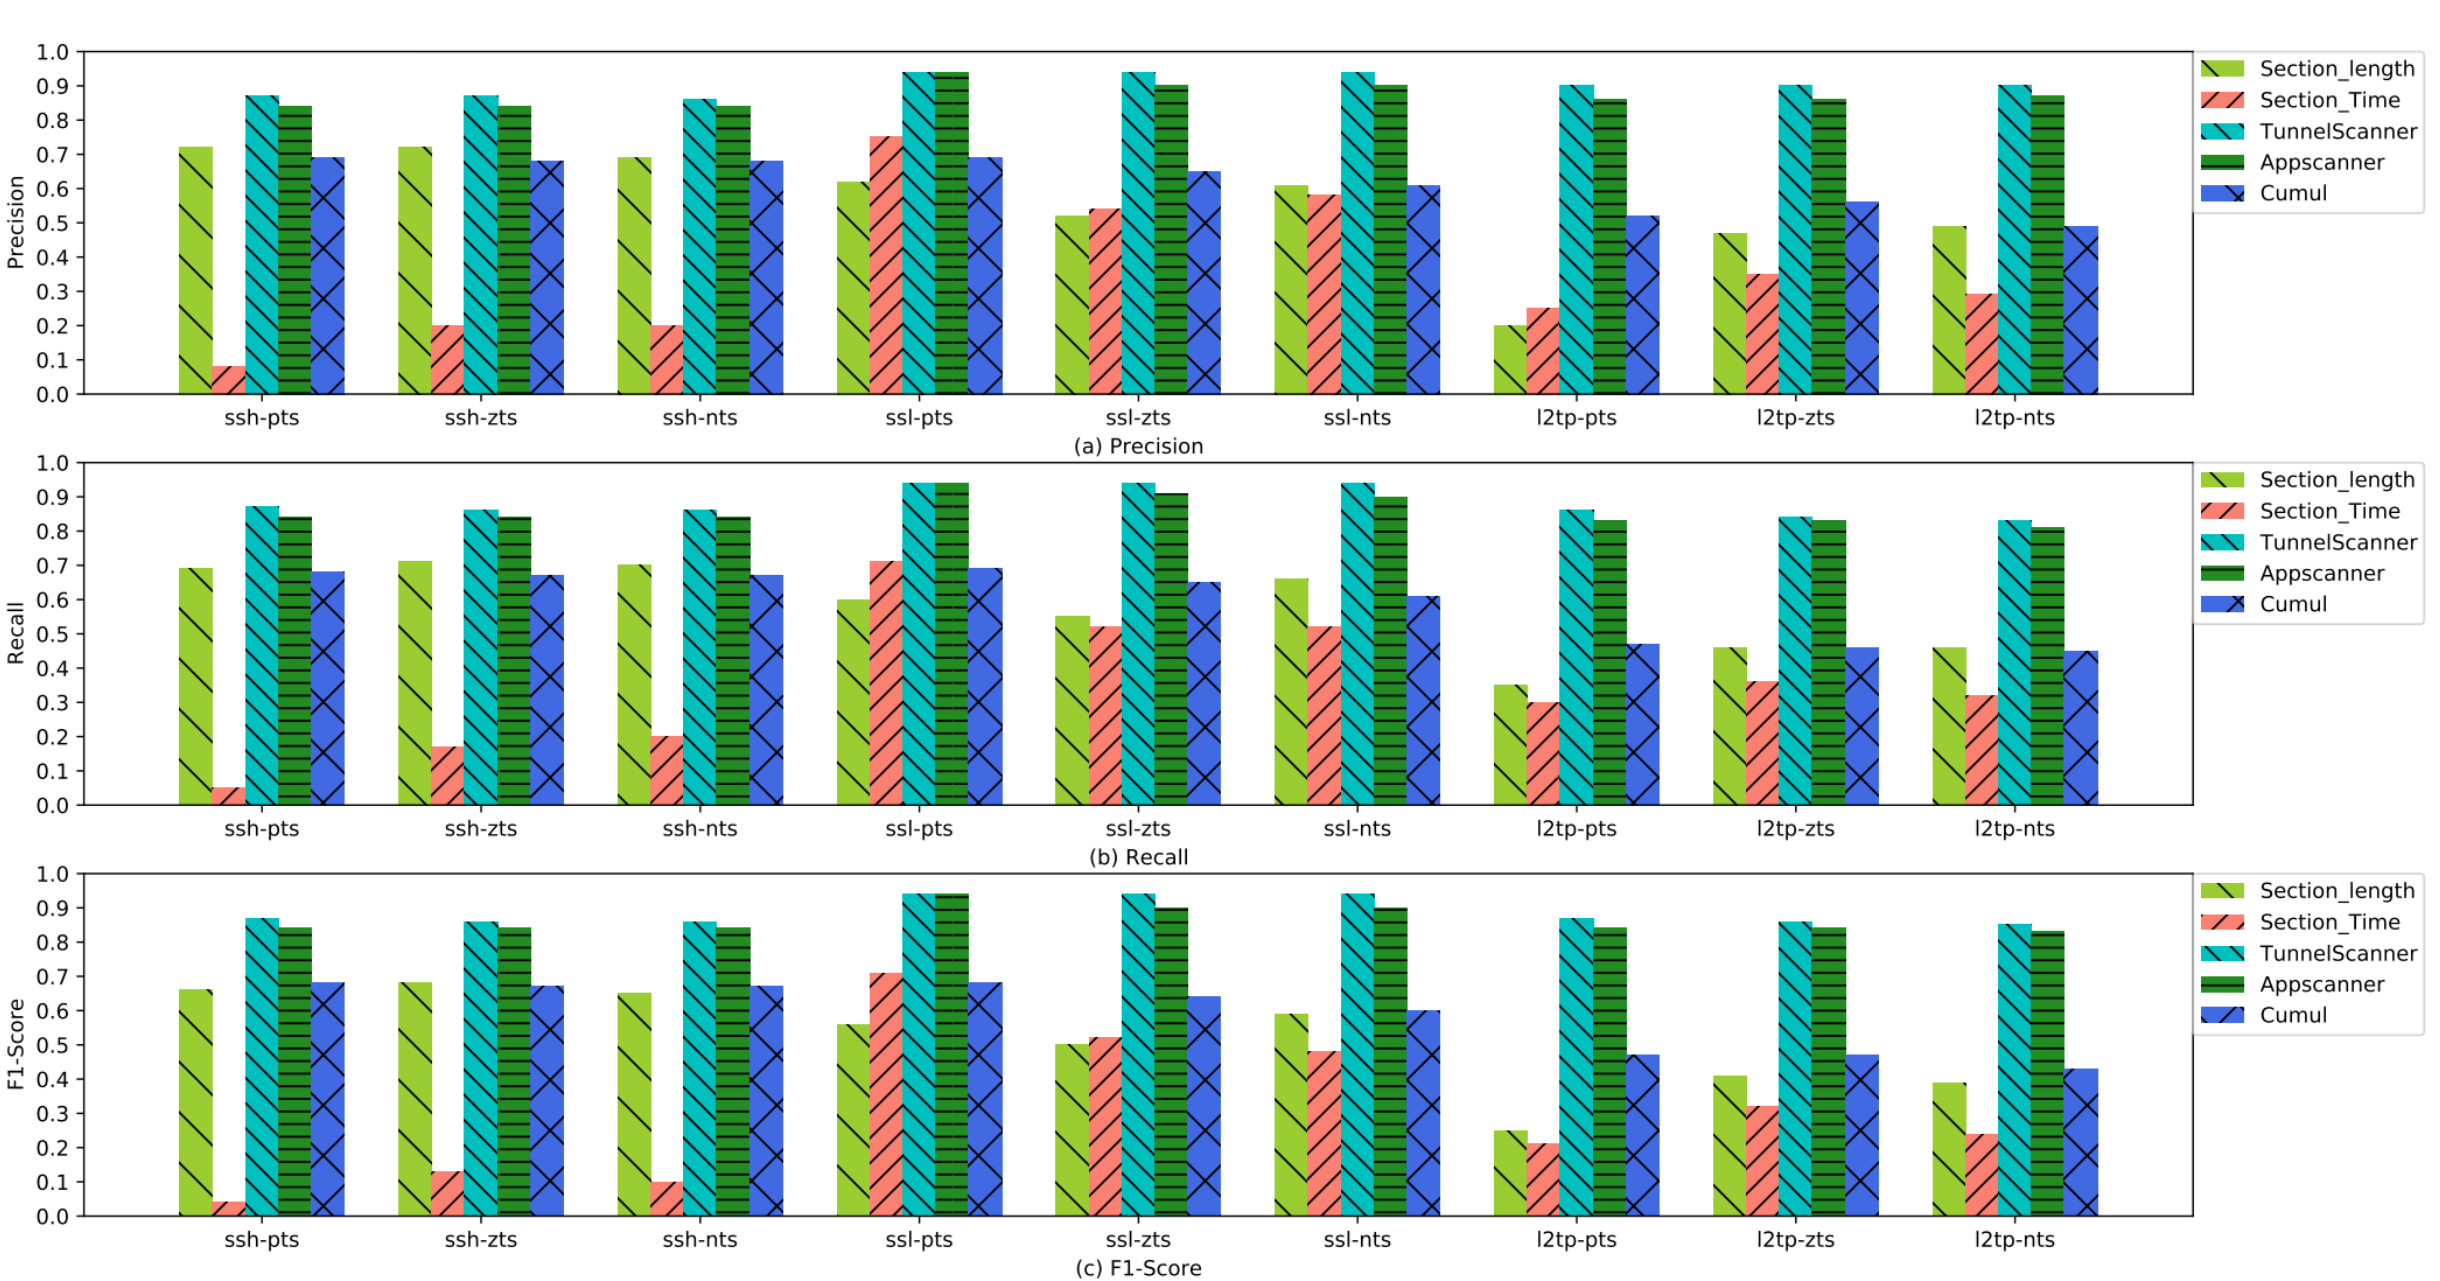 1.0
0.9
0.8
0.7
0.6
0.5
0.4
0.3
0.2
0.1
0.0
Precision
ssh-pts ssh-zts ssh-nts ssl-pts ssl-zts ssl-nts l2tp-pts l2tp-zts l2tp-nts
(a) Precision
Section_length
Section_Time
TunnelScanner
Appscanner
Cumul
1.0
0.9
0.8
0.7
0.6
0.5
0.4
0.3
0.2
0.1
0.0
Recall
ssh-pts ssh-zts ssh-nts ssl-pts ssl-zts ssl-nts l2tp-pts l2tp-zts l2tp-nts
(b) Recall
Section_length
Section_Time
TunnelScanner
Appscanner
Cumul
1.0
0.9
0.8
0.7
0.6
0.5
0.4
0.3
0.2
0.1
0.0
F1-Score
ssh-pts ssh-zts ssh-nts ssl-pts ssl-zts ssl-nts l2tp-pts l2tp-zts l2tp-nts
(c) F1-Score
Section_length
Section_Time
TunnelScanner
Appscanner
Cumul